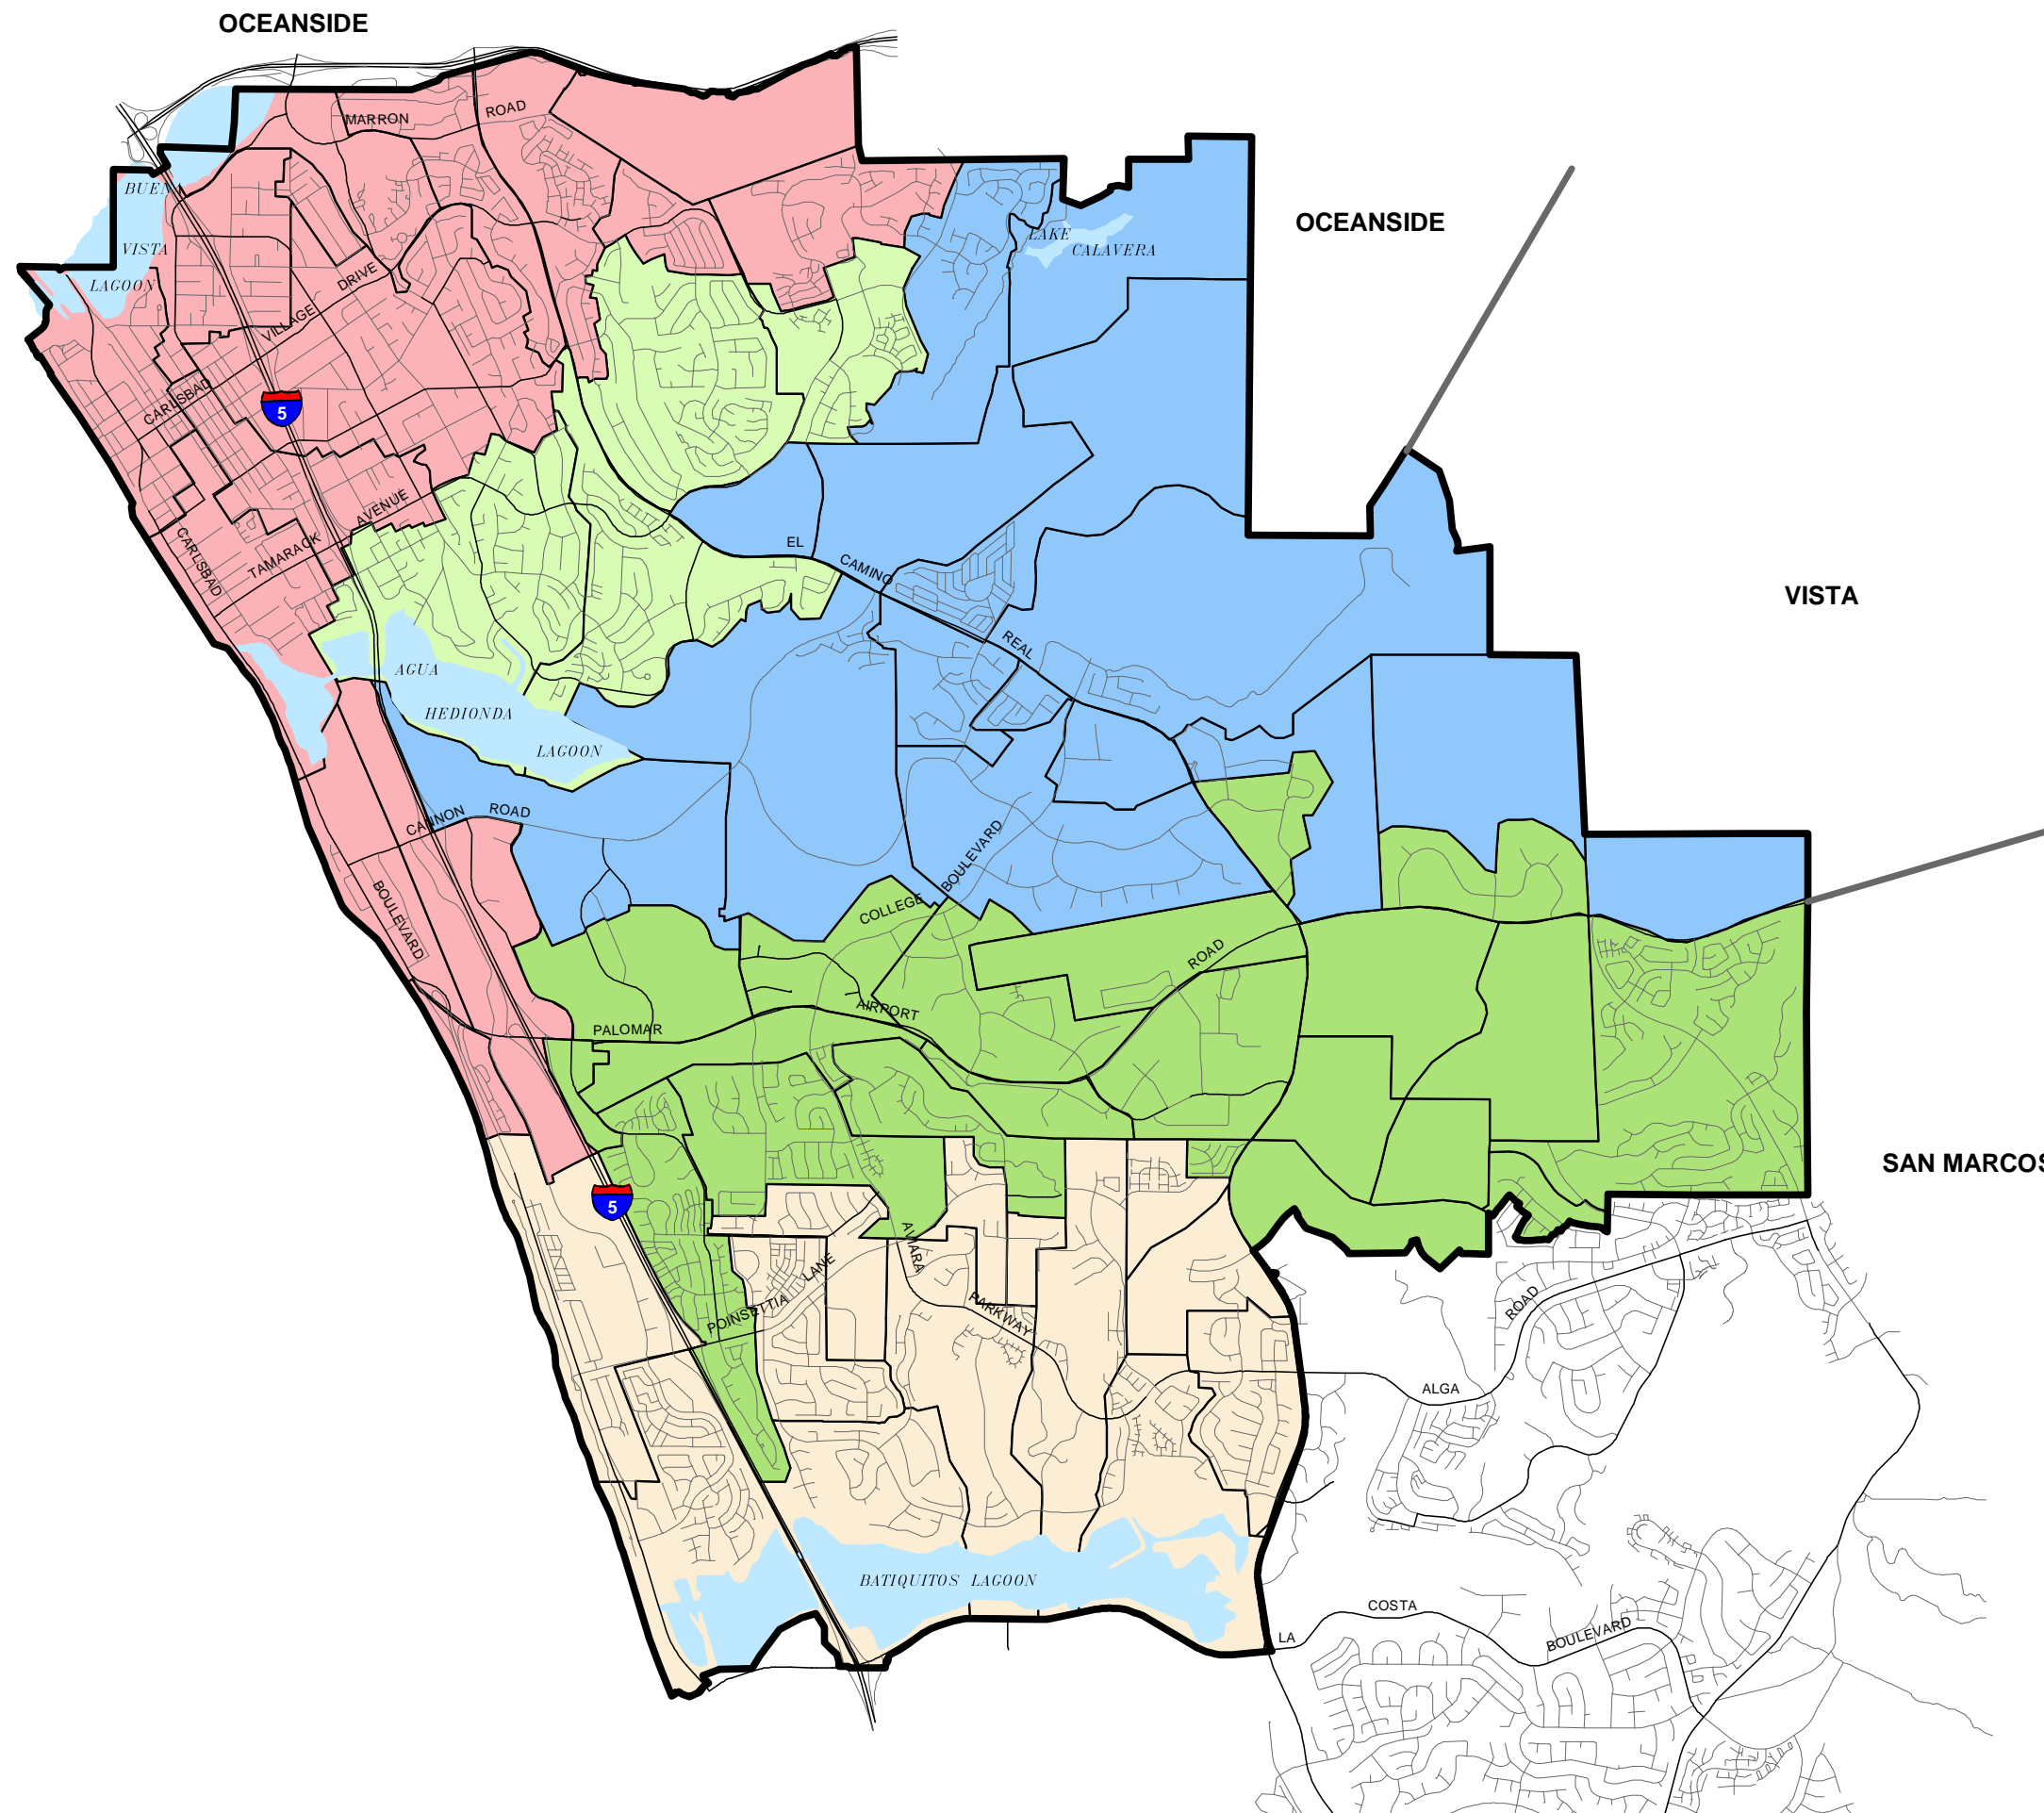 OCEANSIDE
MARRON
ROAD
BUENA
VISTA
LAGOON
OCEANSIDE
LAKE
CALAVERA
DRIVE
VILLAGE
CARLSBAD
5
AVENUE
TAMARACK
CARLSBAD
EL
CAMINO
REAL
VISTA
AGUA
HEDIONDA
LAGOON
CANNON
ROAD
BOULEVARD
COLLEGE
BOULEVARD
ROAD
AIRPORT
PALOMAR
SAN MARCOS
5
AVIARA
LANE
POINSETTIA
PARKWAY
ROAD
ALGA
BATIQUITOS LAGOON
COSTA
LA
BOULEVARD